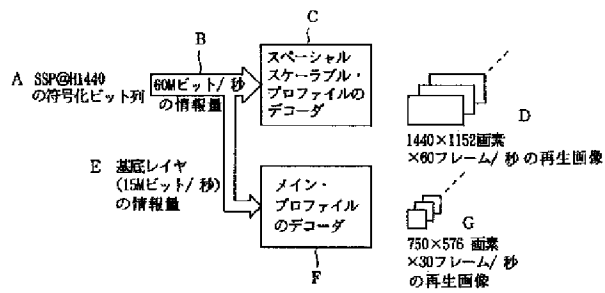 B
C
A SSP@H1440
の符号化ビット列
60Mビット/ 秒
の情報量
スペーシャル
スケーラブル・
プロファイルの
デコーダ
D
1440×1152画素
×60フレーム/ 秒 の再生画像
E 基底レイヤ
(15Mビット/ 秒)
の情報量
メイン・
プロファイル
のデコーダ
F
G
750×576 画素
×30フレーム/ 秒
の再生画像